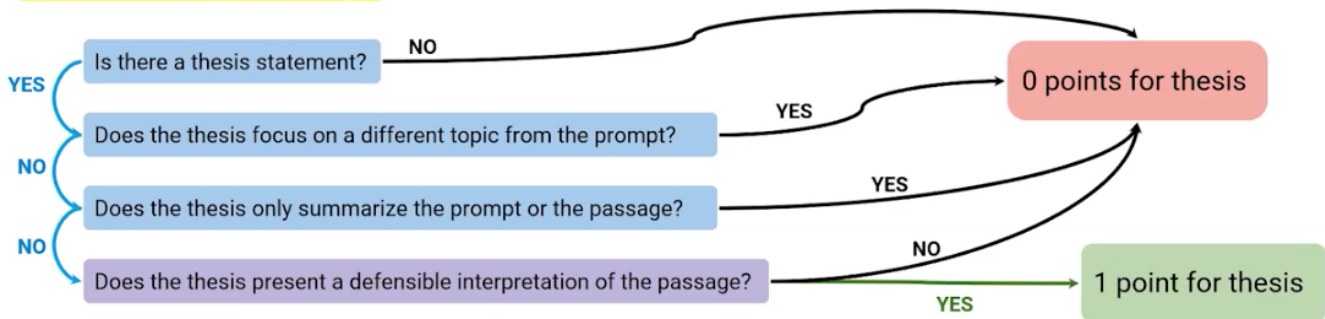 Is there a thesis statement?
NO
0 points for thesis
YES
Does the thesis focus on a different topic from the prompt?
YES
NO
Does the thesis only summarize the prompt or the passage?
YES
NO
Does the thesis present a defensible interpretation of the passage?
NO
YES
1 point for thesis